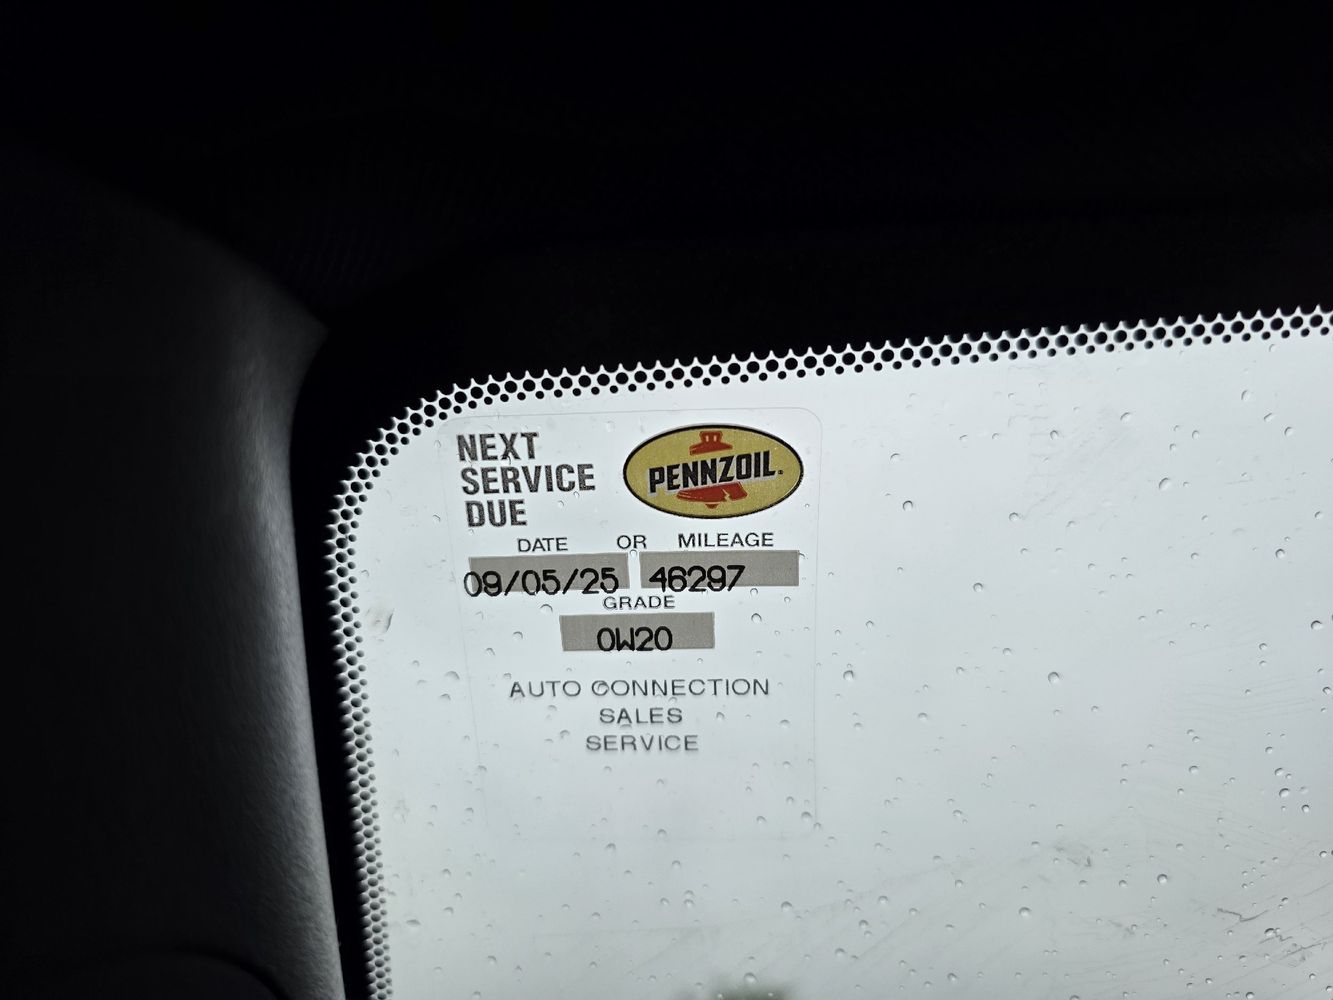 NEXT
SERVICE
DUE
PENNZOIL.
DATE OR MILEAGE
09/05/25 46297
GRADE
0W20
AUTO CONNECTION
SALES
SERVICE